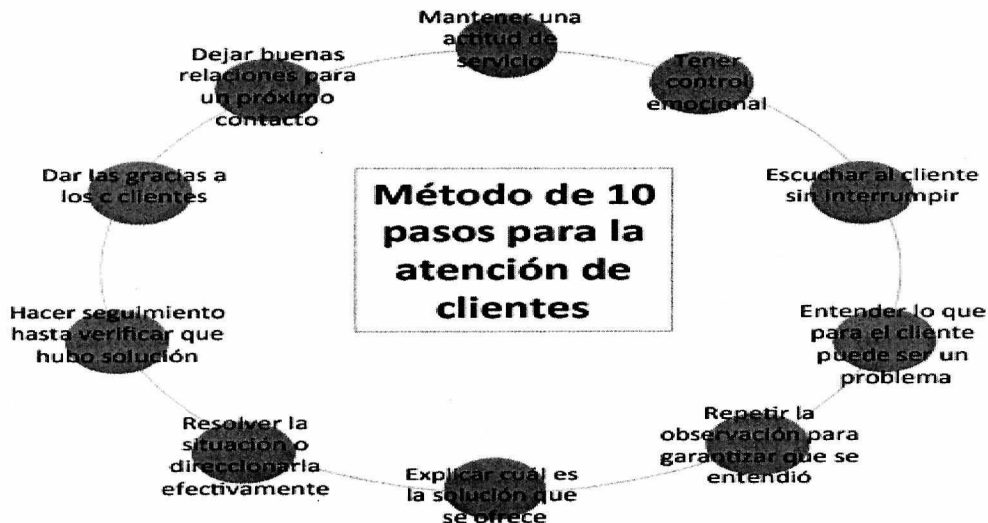 Mantener una
actitud de
servicio
Tener
control
emocional
Escuchar al cliente
sin interrumpir
Entender lo que
para el cliente
puede ser un
problema
Repetir la
observación para
garantizar que se
entendió
Explicar cuál es
la solución que
se ofrece
Resolver la
situación o
direccionarla
efectivamente
Hacer seguimiento
hasta verificar que
hubo solución
Dar las gracias a
los c clientes
Dejar buenas
relaciones para
un próximo
contacto
Método de 10
pasos para la
atención de
clientes